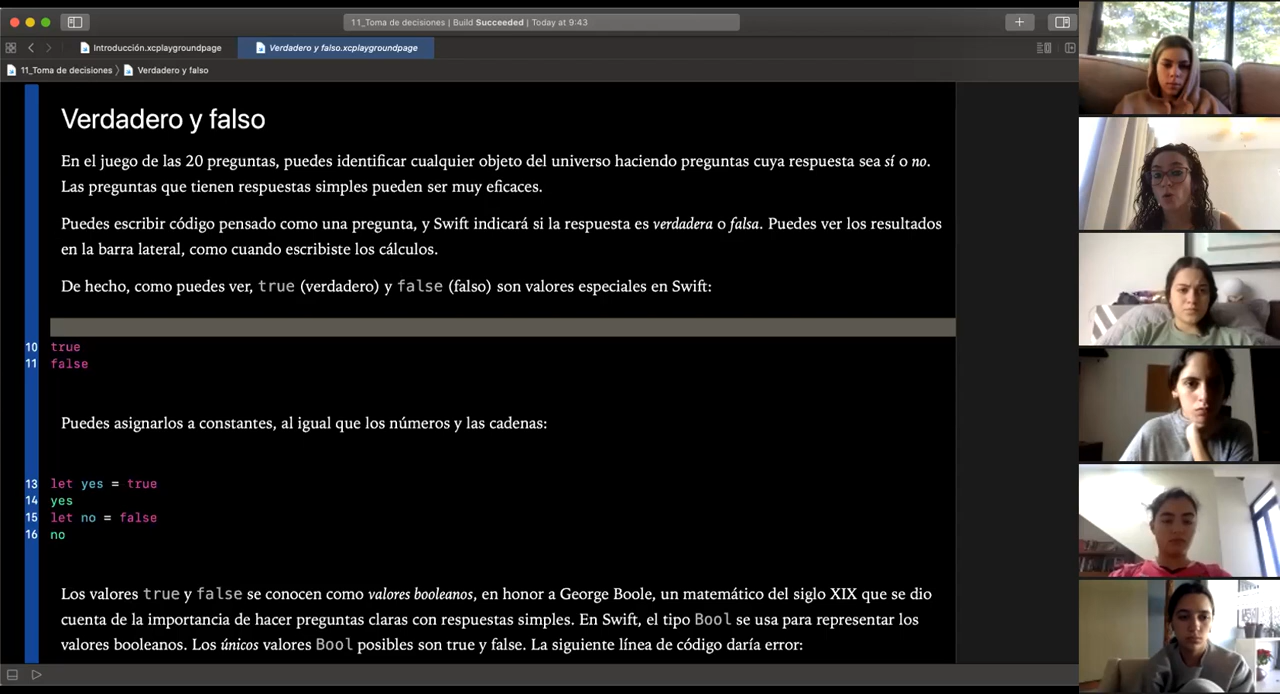 11_Toma de decisiones | Build Succeeded | Today at 9:43
Introducción.xcplaygroundpage
Verdadero y falso.xcplaygroundpage
11_Toma de decisiones
Verdadero y falso
Verdadero y falso
En el juego de las 20 preguntas, puedes identificar cualquier objeto del universo haciendo preguntas cuya respuesta sea sí o no.
Las preguntas que tienen respuestas simples pueden ser muy eficaces.
Puedes escribir código pensado como una pregunta, y Swift indicará si la respuesta es verdadera o falsa. Puedes ver los resultados
en la barra lateral, como cuando escribiste los cálculos.
De hecho, como puedes ver, true (verdadero) y false (falso) son valores especiales en Swift:
10 true
11 false
Puedes asignarlos a constantes, al igual que los números y las cadenas:
13 let yes = true
14 yes
15 let no = false
16 no
Los valores true y false se conocen como valores booleanos, en honor a George Boole, un matemático del siglo XIX que se dio
cuenta de la importancia de hacer preguntas claras con respuestas simples. En Swift, el tipo Bool se usa para representar los
valores booleanos. Los únicos valores Bool posibles son true y false. La siguiente línea de código daría error: